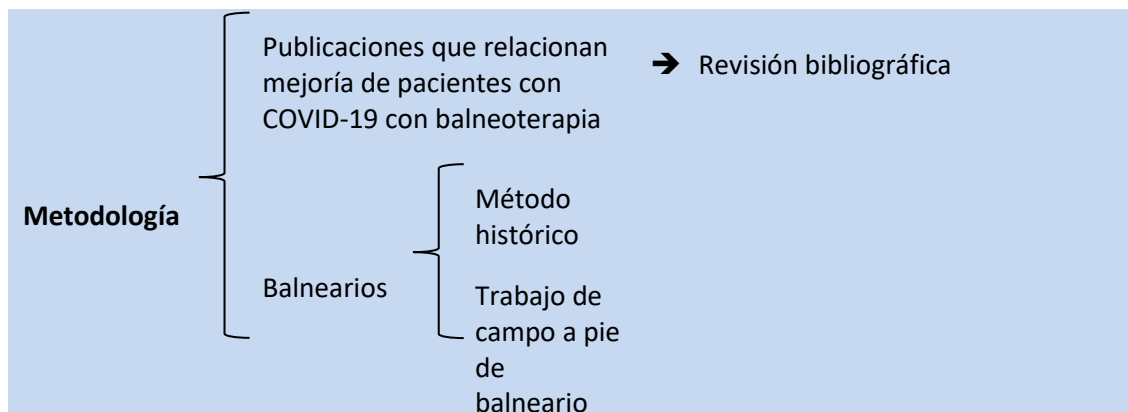 Publicaciones que relacionan
mejoría de pacientes con
COVID-19 con balneoterapia
➔ Revisión bibliográfica
Metodología
Balnearios
Método
histórico
Trabajo de
campo a pie
de
balneario